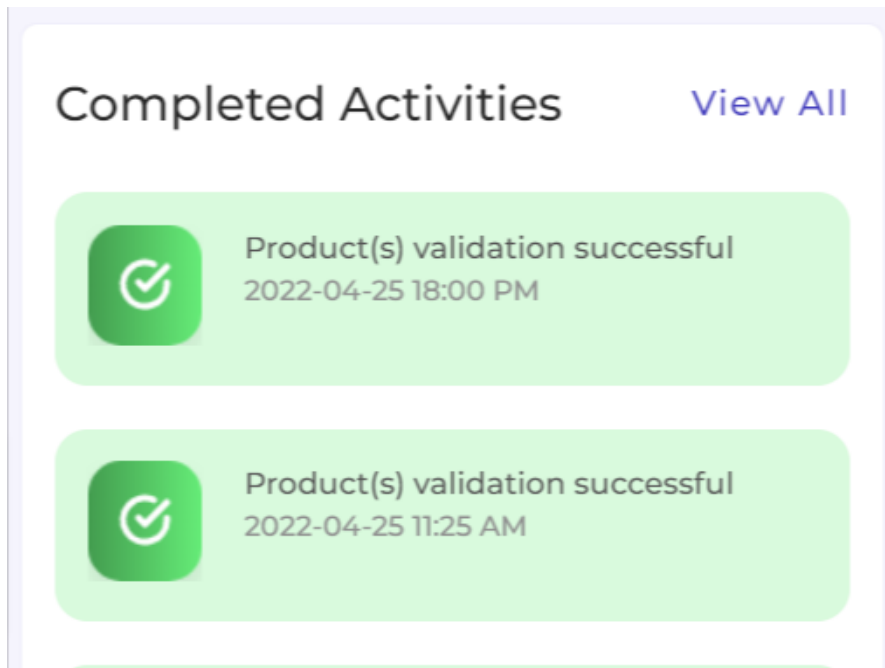 Completed Activities
View All
Product(s) validation successful
2022-04-25 18:00 PM
Product(s) validation successful
2022-04-25 11:25 AM